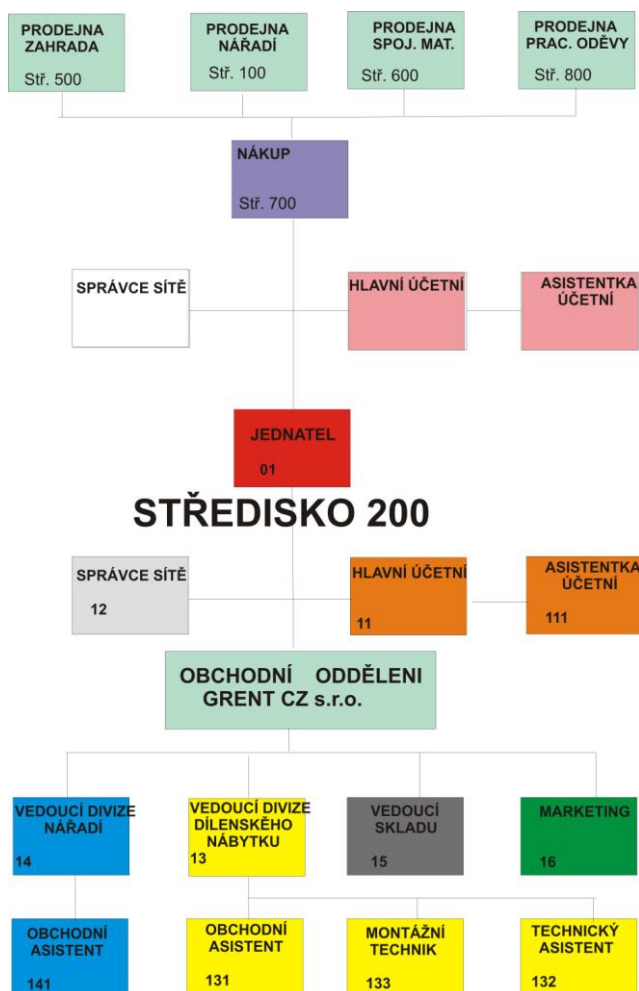 PRODEJNA
ZAHRADA
Stř. 500
PRODEJNA
NÁŘADÍ
Stř. 100
PRODEJNA
SPOJ. MAT.
Stř. 600
PRODEJNA
PRAC. ODĚVY
Stř. 800
NÁKUP
Stř. 700
SPRÁVCE SÍTĚ
HLAVNÍ ÚČETNÍ
ASISTENTKA
ÚČETNÍ
JEDNATEL
01
STŘEDISKO 200
SPRÁVCE SÍTĚ
12
HLAVNÍ ÚČETNÍ
11
ASISTENTKA
ÚČETNÍ
111
OBCHODNÍ ODDĚLENI
GRENT CZ s.r.o.
VEDOUCÍ DIVIZE
NÁŘADÍ
14
VEDOUCÍ DIVIZE
DÍLENSKÉHO
NÁBYTKU
13
VEDOUCÍ
SKLADU
15
MARKETING
16
OBCHODNÍ
ASISTENT
141
OBCHODNÍ
ASISTENT
131
MONTÁŽNÍ
TECHNIK
133
TECHNICKÝ
ASISTENT
132